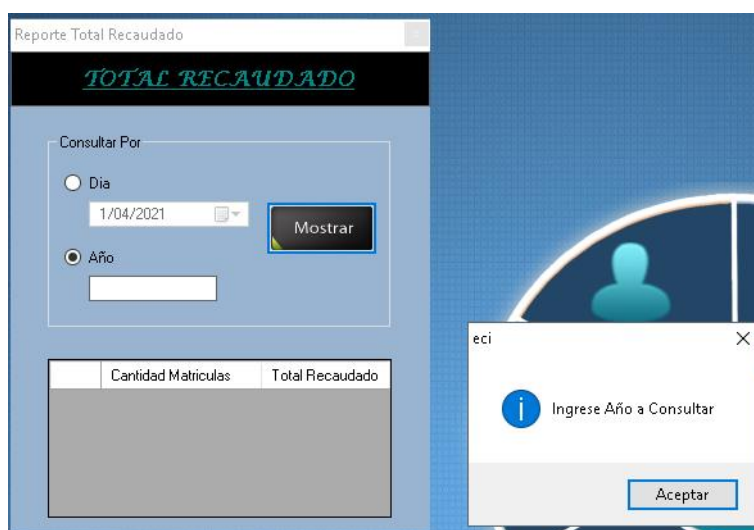 Reporte Total Recaudado
TOTAL RECAUDADO
Consultar Por
Dia
1/04/2021
Mostrar
Año
Cantidad Matriculas Total Recaudado
eci
Ingrese Año a Consultar
Aceptar